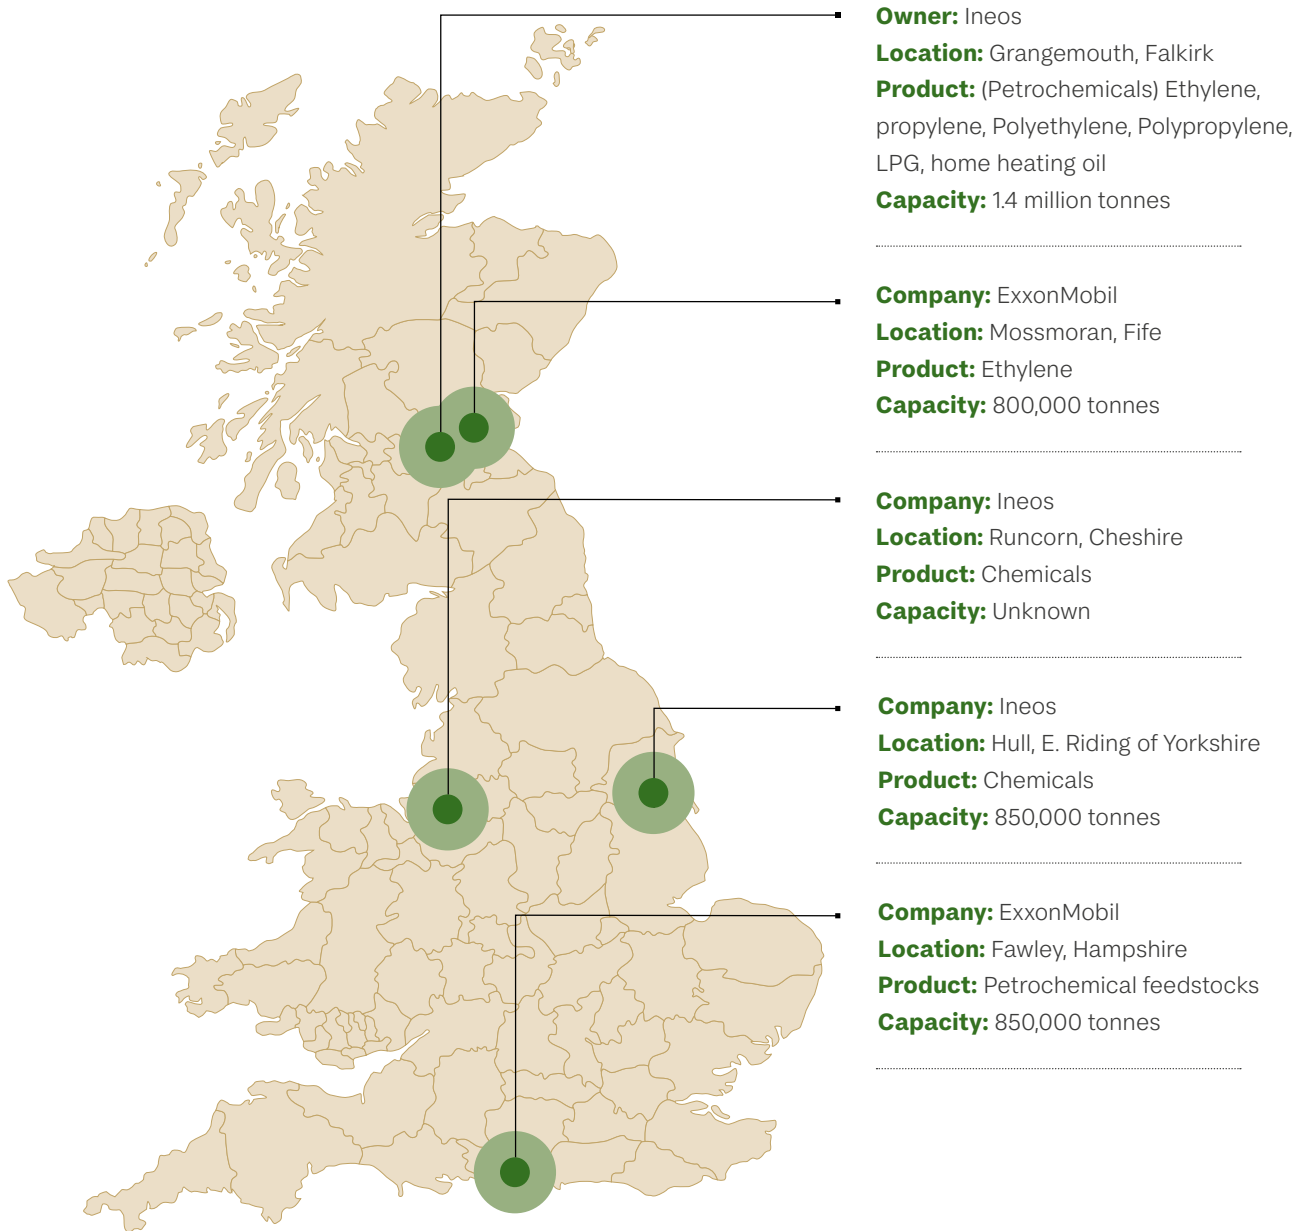 Owner: Ineos
Location: Grangemouth, Falkirk
Product: (Petrochemicals) Ethylene,
propylene, Polyethylene, Polypropylene,
LPG, home heating oil
Capacity: 1.4 million tonnes
Company: ExxonMobil
Location: Mossmoran, Fife
Product: Ethylene
Capacity: 800,000 tonnes
Company: Ineos
Location: Runcorn, Cheshire
Product: Chemicals
Capacity: Unknown
Company: Ineos
Location: Hull, E. Riding of Yorkshire
Product: Chemicals
Capacity: 850,000 tonnes
Company: ExxonMobil
Location: Fawley, Hampshire
Product: Petrochemical feedstocks
Capacity: 850,000 tonnes